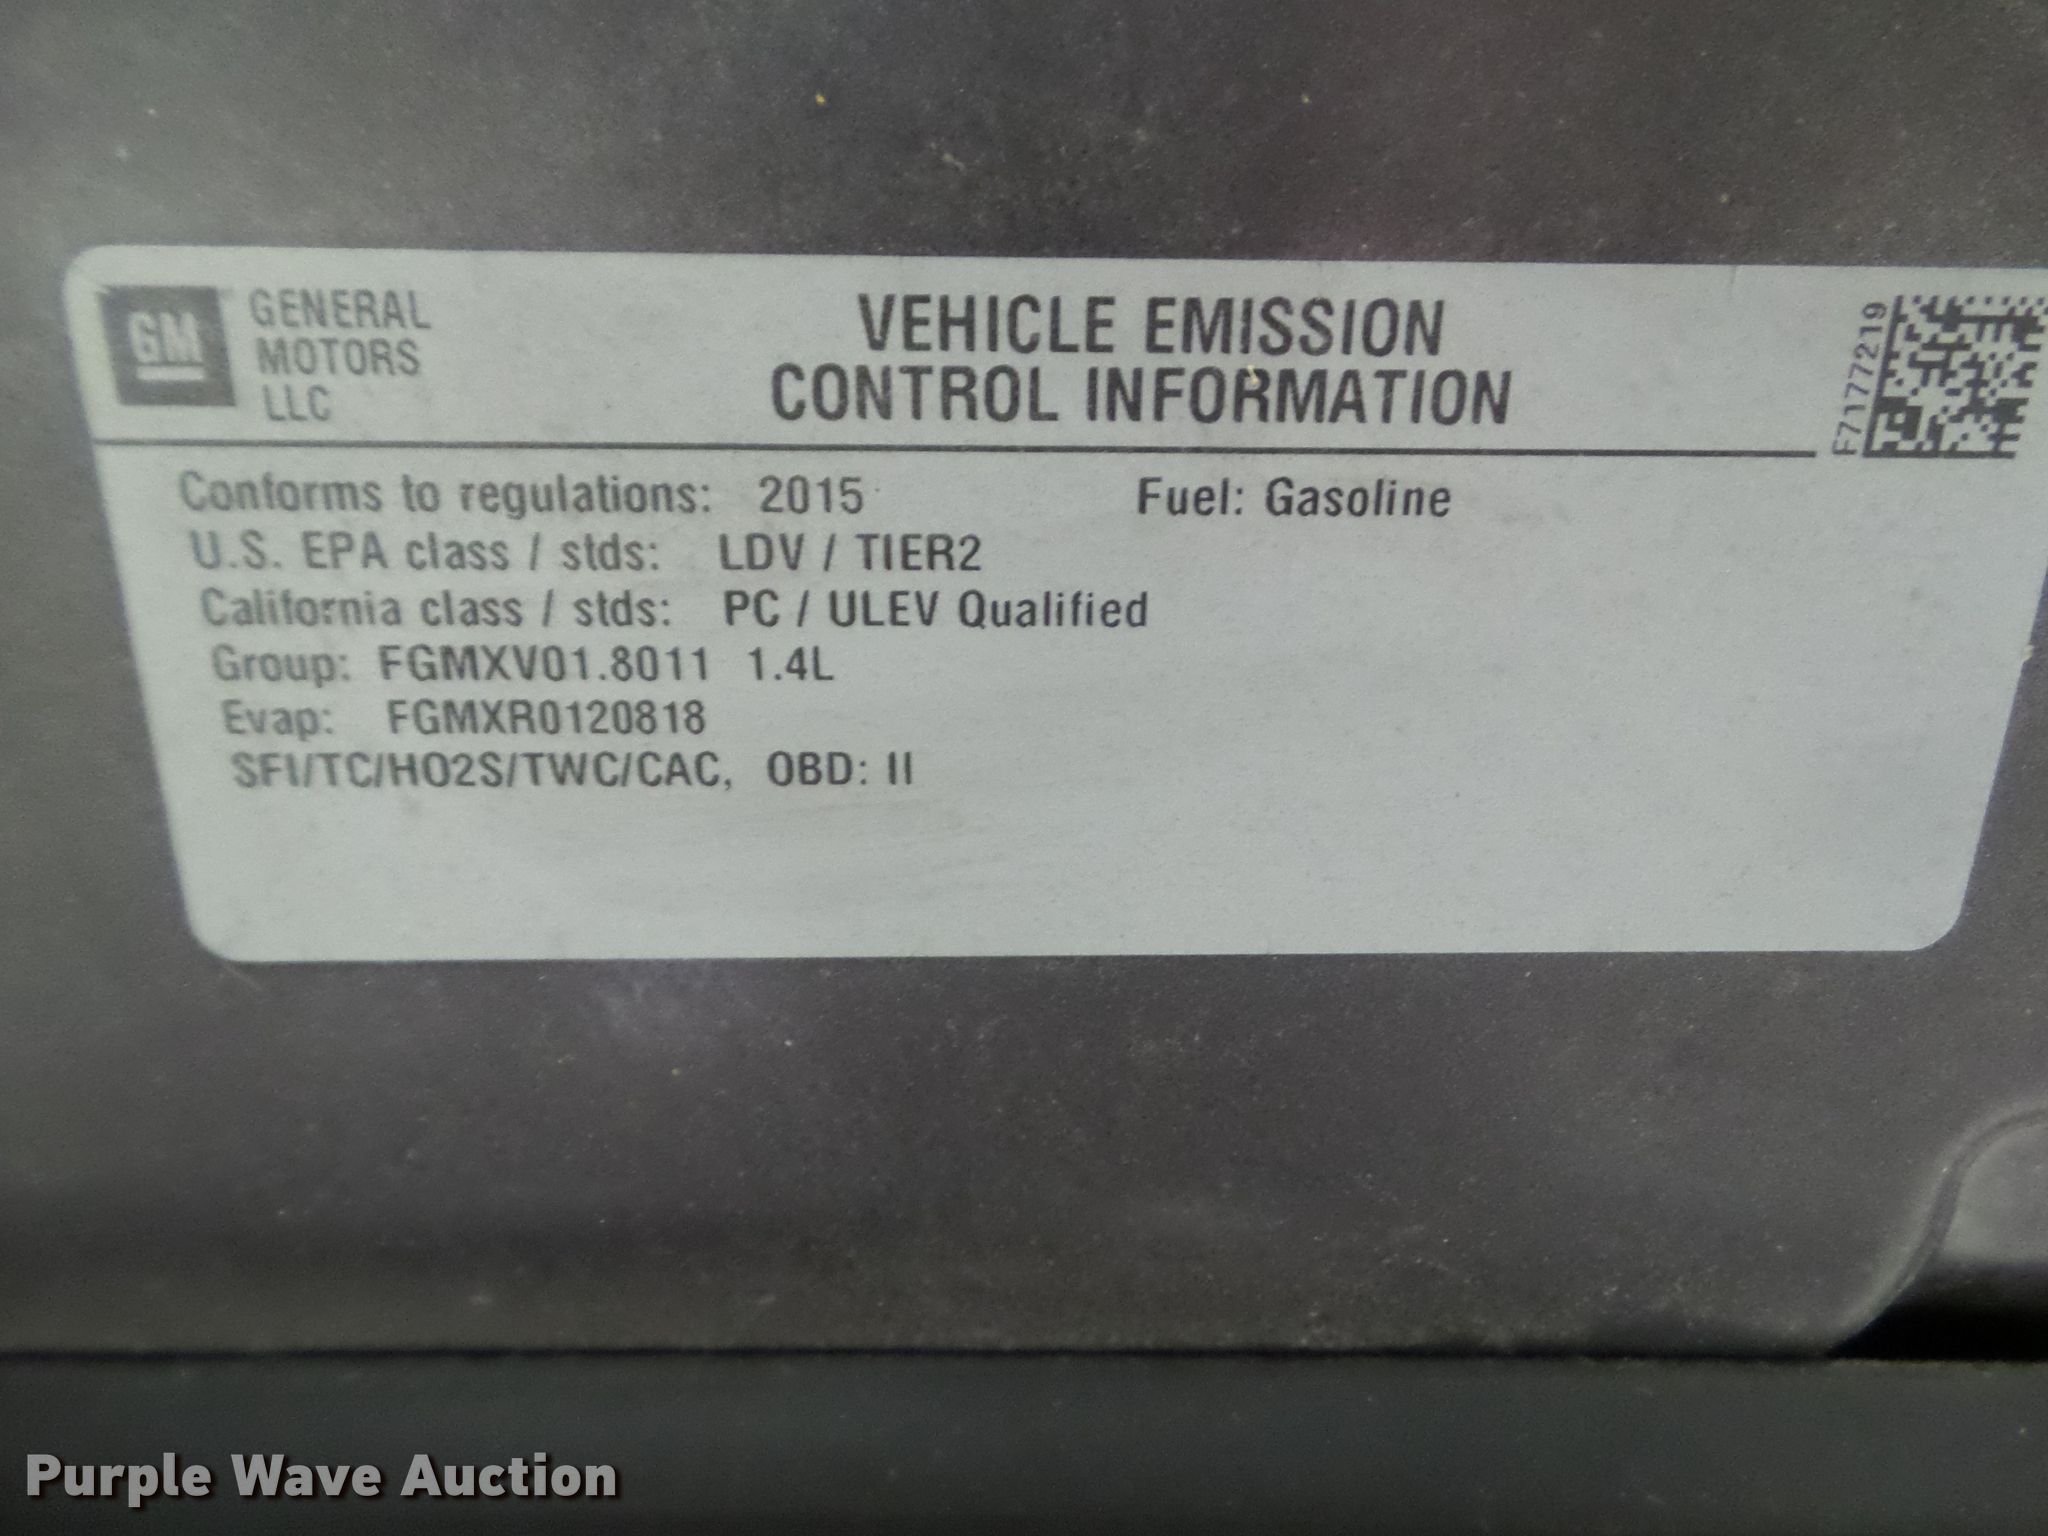 GM
GENERAL
MOTORS
LLC
VEHICLE EMISSION
CONTROL INFORMATION
F7177219
Conforms to regulations: 2015 Fuel: Gasoline
U.S. EPA class / stds: LDV / TIER2
California class / stds: PC / ULEV Qualified
Group: FGMXV01.8011 1.4L
Evap: FGMXR0120818
SFI/TC/HO2S/TWC/CAC, OBD: II
Purple Wave Auction